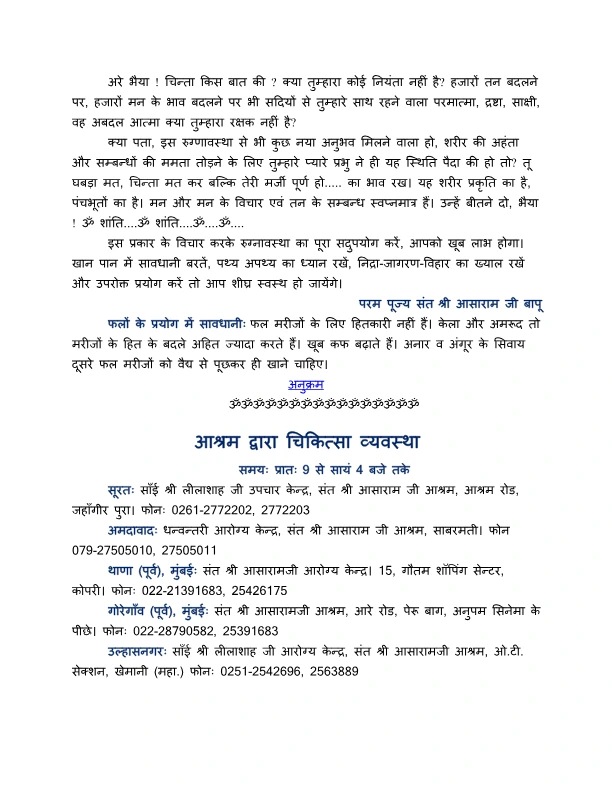 अरे भैया ! चिन्ता किस बात की ? क्या तुम्हारा कोई नियंता नहीं है? हजारों तन बदलने
पर, हजारों मन के भाव बदलने पर भी सदियों से तुम्हारे साथ रहने वाला परमात्मा, द्रष्टा, साक्षी,
वह अबदल आत्मा क्या तुम्हारा रक्षक नहीं है?
क्या पता, इस रुग्णावस्था से भी कुछ नया अनुभव मिलने वाला हो, शरीर की अहंता
और सम्बन्धों की ममता तोड़ने के लिए तुम्हारे प्यारे प्रभु ने ही यह स्थिति पैदा की हो तो? तू
घबड़ा मत, चिन्ता मत कर बल्कि तेरी मर्जी पूर्ण हो..... का भाव रख। यह शरीर प्रकृति का है,
पंचभूतों का है। मन और मन के विचार एवं तन के सम्बन्ध स्वप्नमात्र हैं। उन्हें बीतने दो, भैया
! ॐ शांति....ॐ शांति....ॐ....ॐ....
इस प्रकार के विचार करके रुग्नावस्था का पूरा सदुपयोग करें, आपको खूब लाभ होगा।
खान पान में सावधानी बरतें, पथ्य अपथ्य का ध्यान रखें, निद्रा-जागरण-विहार का ख्याल रखें
और उपरोक्त प्रयोग करें तो आप शीघ्र स्वस्थ हो जायेंगे।
परम पूज्य संत श्री आसाराम जी बापू
फलों के प्रयोग में सावधानीः फल मरीजों के लिए हितकारी नहीं हैं। केला और अमरूद तो
मरीजों के हित के बदले अहित ज्यादा करते हैं। खूब कफ बढ़ाते हैं। अनार व अंगूर के सिवाय
दूसरे फल मरीजों को वैद्य से पूछकर ही खाने चाहिए।
अनुक्रम
ॐॐॐॐॐॐॐॐॐॐॐॐॐॐॐॐ
आश्रम द्वारा चिकित्सा व्यवस्था
समयः प्रातः 9 से सायं 4 बजे तके
सूरतः साँई श्री लीलाशाह जी उपचार केन्द्र, संत श्री आसाराम जी आश्रम, आश्रम रोड,
जहाँगीर पुरा। फोनः 0261-2772202, 2772203
अमदावादः धन्वन्तरी आरोग्य केन्द्र, संत श्री आसाराम जी आश्रम, साबरमती। फोन
079-27505010, 27505011
थाणा (पूर्व), मुंबईः संत श्री आसारामजी आरोग्य केन्द्र। 15, गौतम शॉपिंग सेन्टर,
कोपरी। फोनः 022-21391683, 25426175
गोरेगाँव (पूर्व), मुंबईः संत श्री आसारामजी आश्रम, आरे रोड, पेरू बाग, अनुपम सिनेमा के
पीछे। फोनः 022-28790582, 25391683
उल्हासनगरः साँई श्री लीलाशाह जी आरोग्य केन्द्र, संत श्री आसारामजी आश्रम, ओ.टी.
सेक्शन, खेमानी (महा.) फोनः 0251-2542696, 2563889